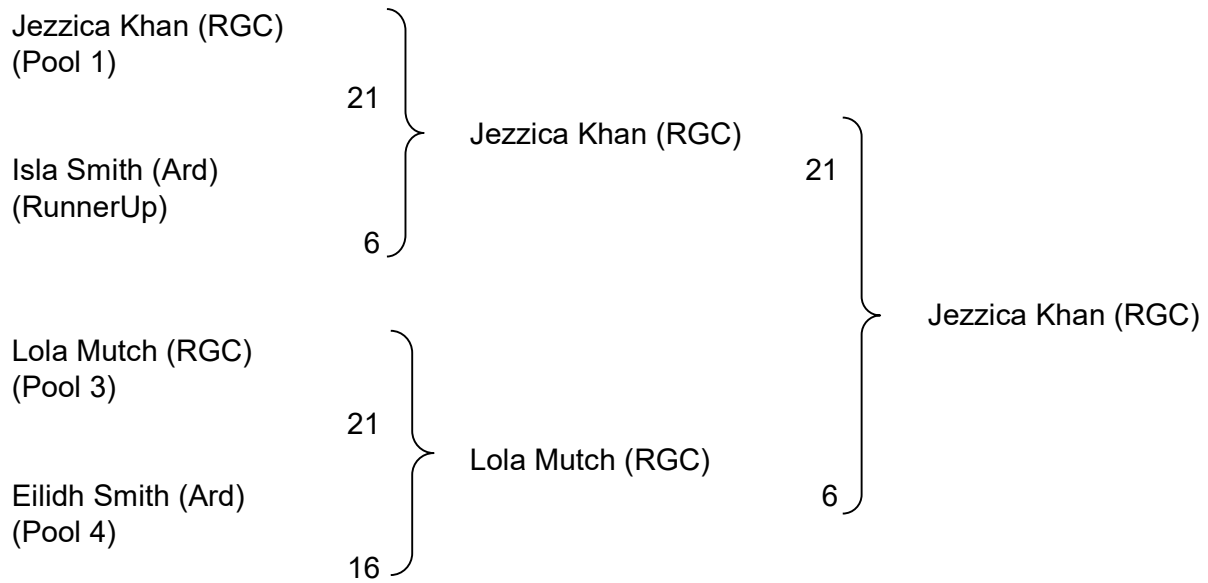 Jezzica Khan (RGC)
(Pool 1)
21
Jezzica Khan (RGC)
Isla Smith (Ard)
(RunnerUp)
21
6
Jezzica Khan (RGC)
Lola Mutch (RGC)
(Pool 3)
21
Lola Mutch (RGC)
Eilidh Smith (Ard)
(Pool 4)
6
16